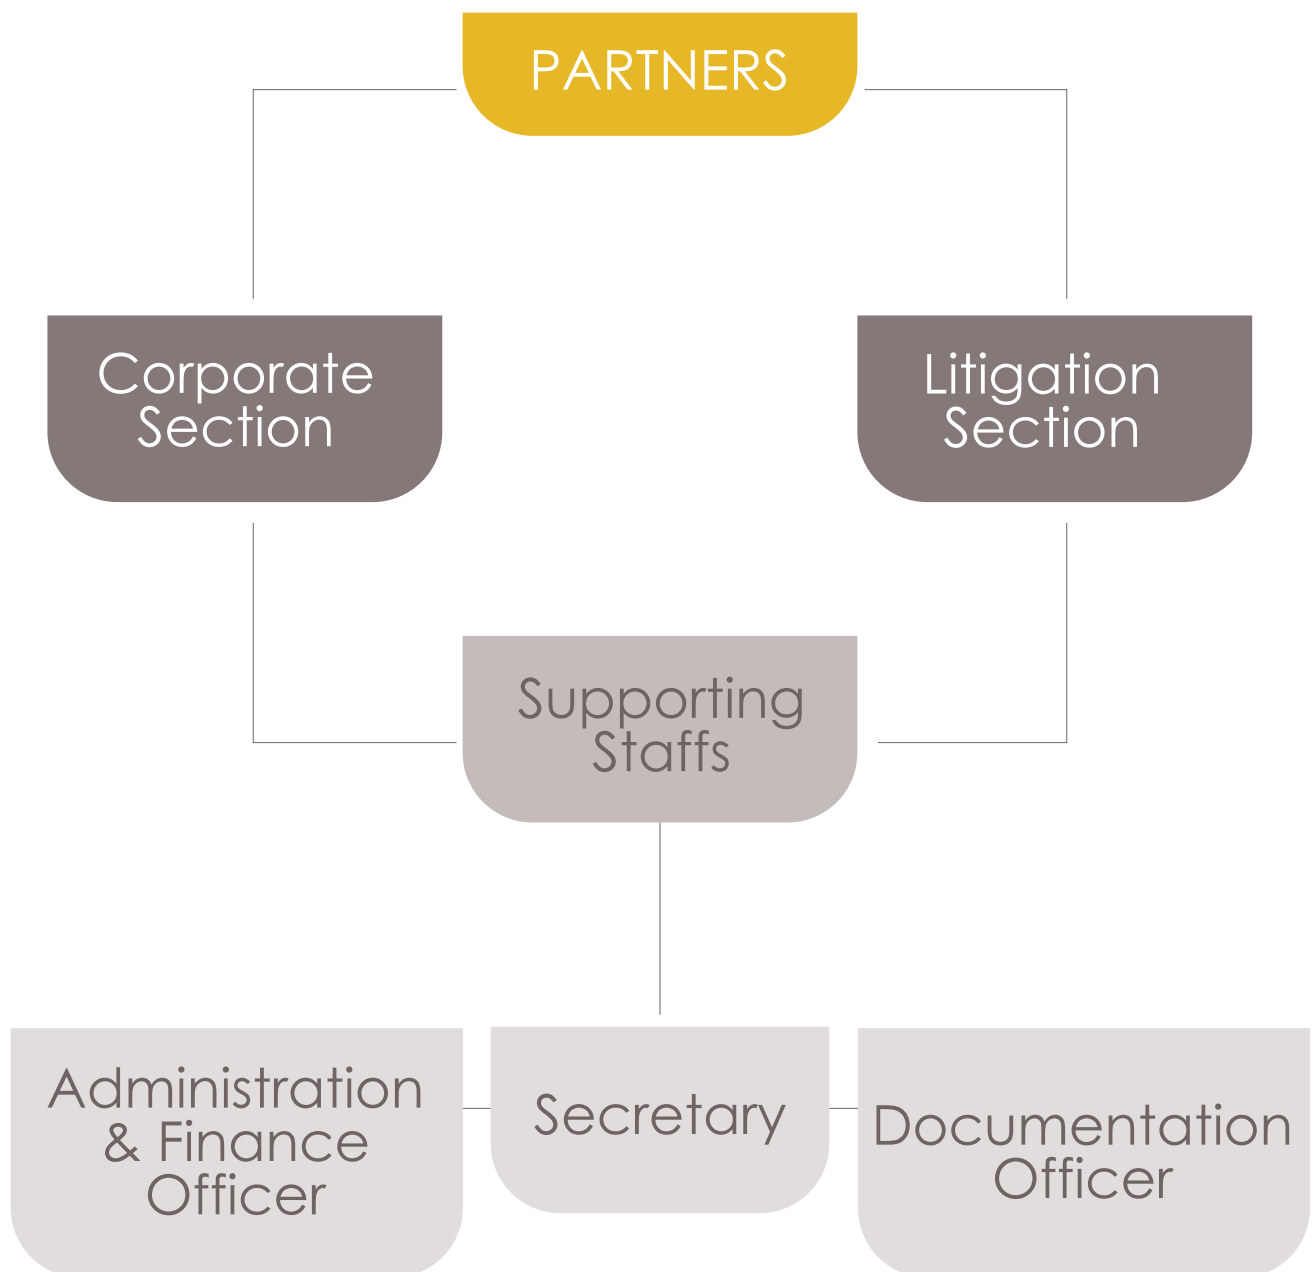 PARTNERS
Corporate
Section
Litigation
Section
Supporting
Staffs
Administration
& Finance
Officer
Secretary
Documentation
Officer